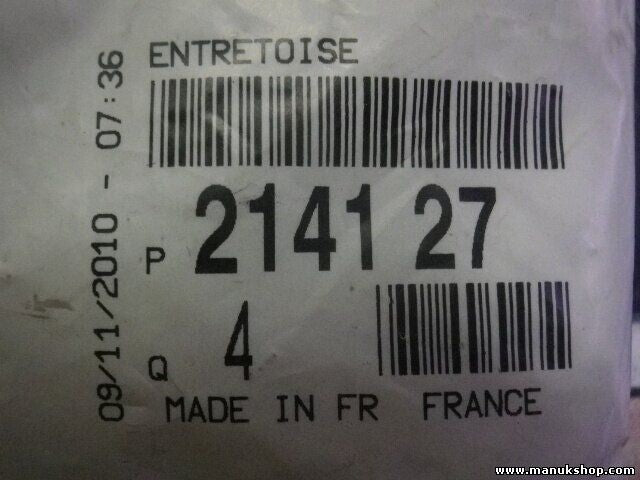 ENTRETOISE
09/11/2010 - 07:36
P 2141 27
Q 4
MADE IN FR FRANCE
www.manukshop.com